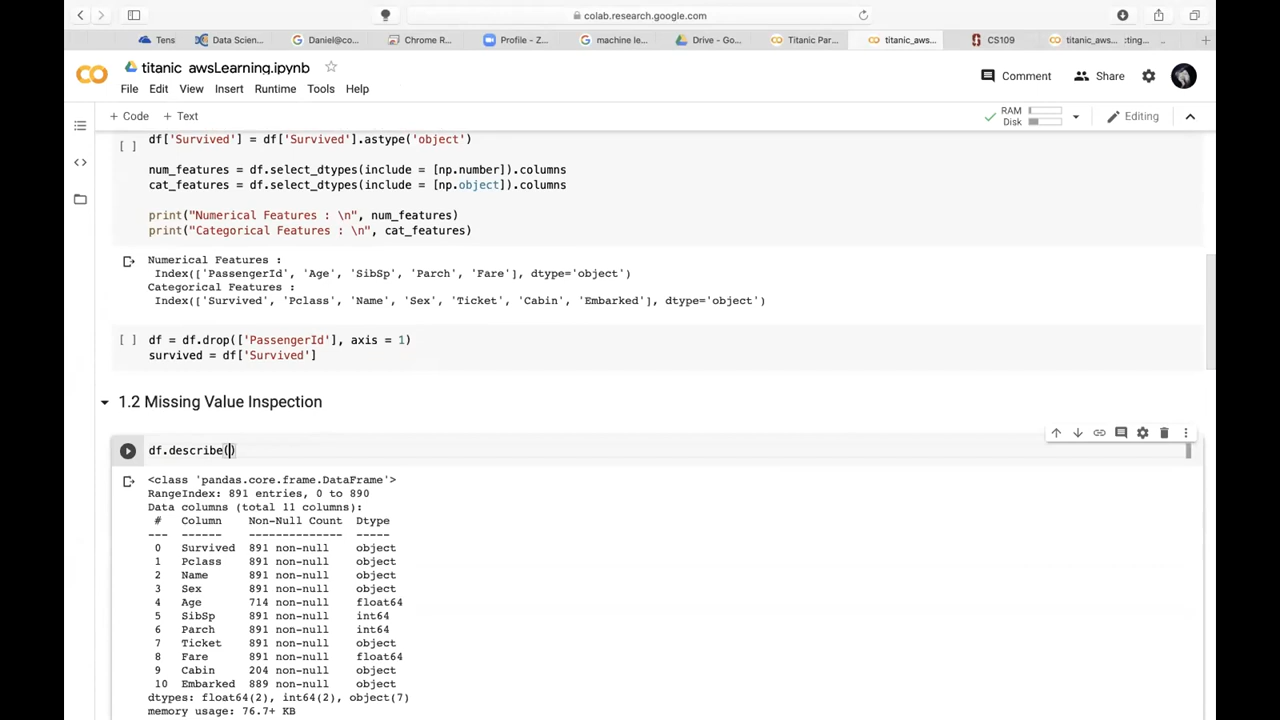 colab.research.google.com
Tens
Data Scien...
Daniel@co...
Chrome R...
Profile - Z...
machine le...
Drive - Go...
Titanic Par...
titanic_aws...
CS109
titanic_aws...
:ting...
titanic_awsLearning.ipynb
Comment
Share
File Edit View Insert Runtime Tools Help
+ Code + Text
RAM
Disk
Editing
df['Survived'] = df['Survived'].astype('object')
[ ]
num_features = df.select_dtypes(include = [np.number]).columns
cat_features = df.select_dtypes(include = [np.object]).columns
print("Numerical Features : \n", num_features)
print("Categorical Features : \n", cat_features)
Numerical Features :
Index(['PassengerId', 'Age', 'SibSp', 'Parch', 'Fare'], dtype='object')
Categorical Features :
Index(['Survived', 'Pclass', 'Name', 'Sex', 'Ticket', 'Cabin', 'Embarked'], dtype='object')
[ ] df = df.drop(['PassengerId'], axis = 1)
survived = df['Survived']
1.2 Missing Value Inspection
df.describe()
<class 'pandas.core.frame.DataFrame'>
RangeIndex: 891 entries, 0 to 890
Data columns (total 11 columns):
# Column Non-Null Count Dtype
--- ------ -------------- -----
0 Survived 891 non-null object
1 Pclass 891 non-null object
2 Name 891 non-null object
3 Sex 891 non-null object
4 Age 714 non-null float64
5 SibSp 891 non-null int64
6 Parch 891 non-null int64
7 Ticket 891 non-null object
8 Fare 891 non-null float64
9 Cabin 204 non-null object
10 Embarked 889 non-null object
dtypes: float64(2), int64(2), object(7)
memory usage: 76.7+ KB